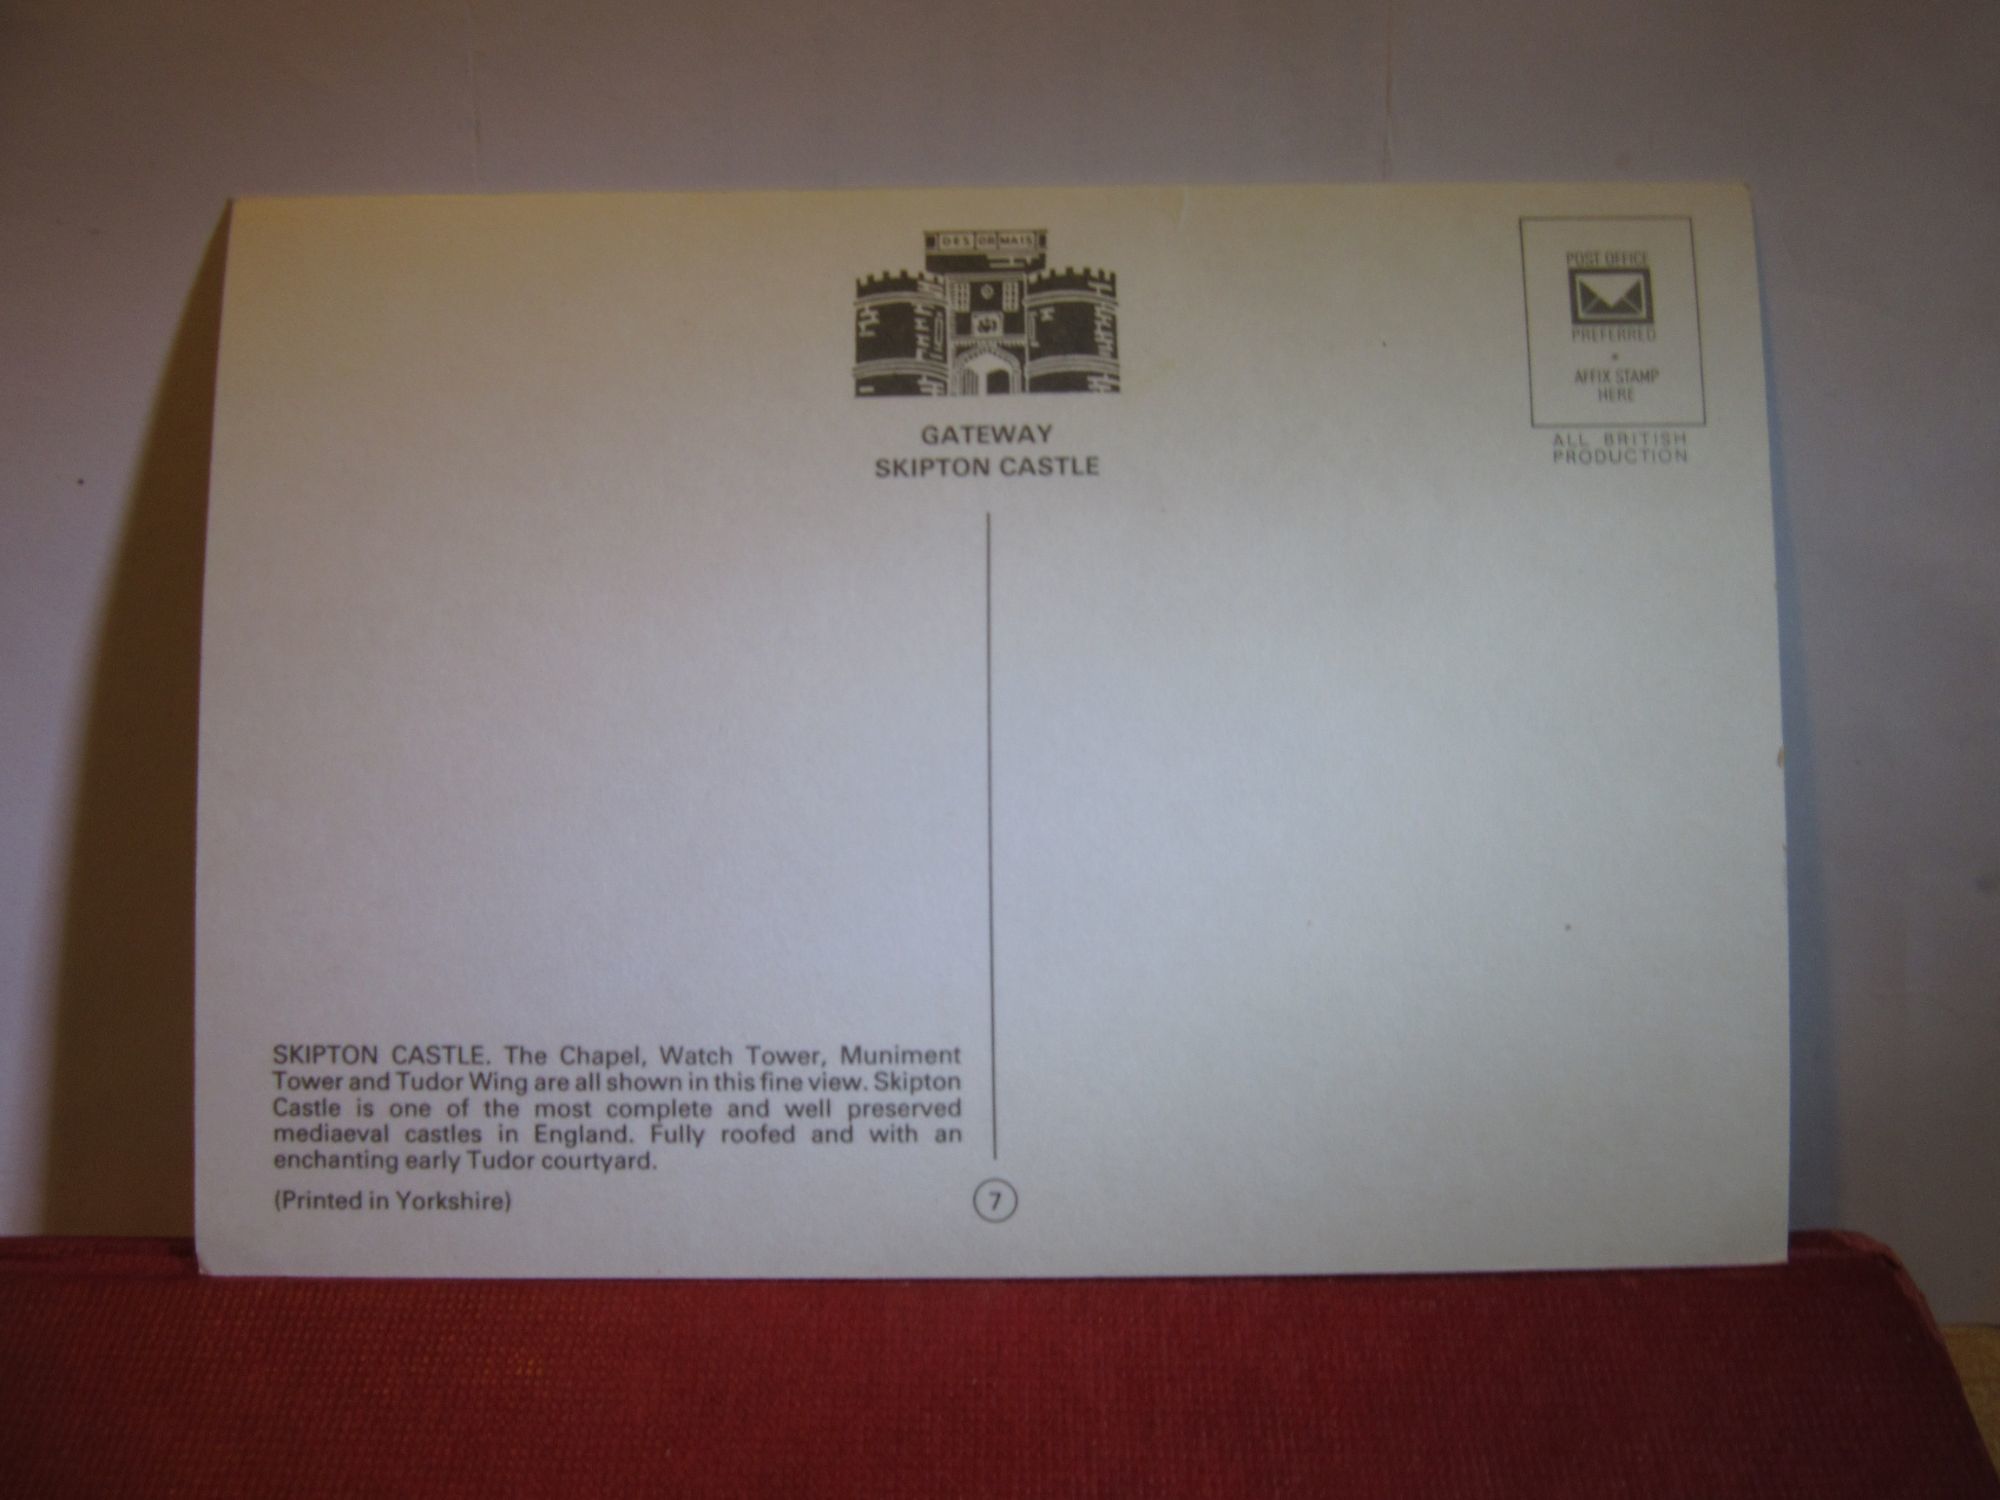 DES OR MAIS
GATEWAY
SKIPTON CASTLE
POST OFFICE
PREFERRED
AFFIX STAMP
HERE
ALL BRITISH
PRODUCTION
SKIPTON CASTLE. The Chapel, Watch Tower, Muniment
Tower and Tudor Wing are all shown in this fine view. Skipton
Castle is one of the most complete and well preserved
mediaeval castles in England. Fully roofed and with an
enchanting early Tudor courtyard.
(Printed in Yorkshire)
7